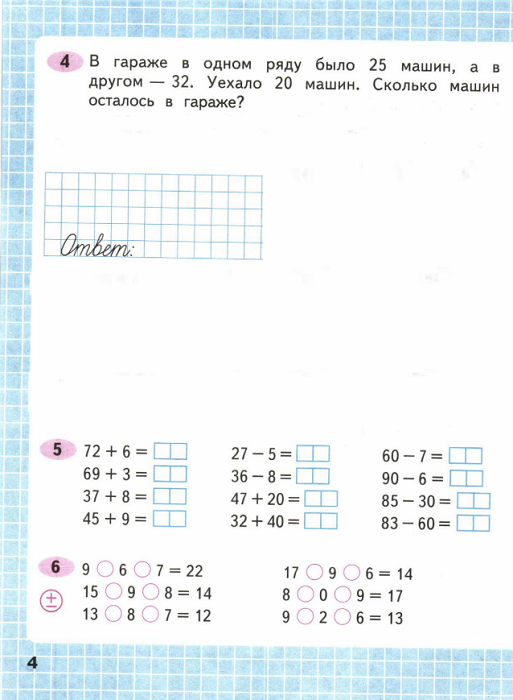 4 В гараже в одном ряду было 25 машин, а в
другом — 32. Уехало 20 машин. Сколько машин
осталось в гараже?
Ответ:
5 72 + 6 = 27 − 5 = 60 − 7 =
69 + 3 = 36 − 8 = 90 − 6 =
37 + 8 = 47 + 20 = 85 − 30 =
45 + 9 = 32 + 40 = 83 − 60 =
6 9 ○ 6 ○ 7 = 22 17 ○ 9 ○ 6 = 14
± 15 ○ 9 ○ 8 = 14 8 ○ 0 ○ 9 = 17
13 ○ 8 ○ 7 = 12 9 ○ 2 ○ 6 = 13
4